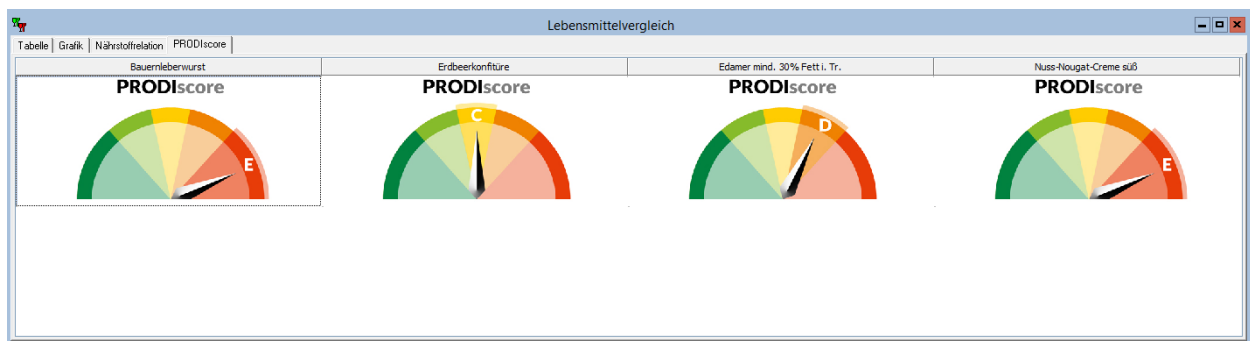 Lebensmittelvergleich
Tabelle Grafik Nährstoffrelation PRODIscore
Bauernleberwurst Erdbeerkonfitüre Edamer mind. 30% Fett i. Tr. Nuss-Nougat-Creme süß
PRODIscore PRODIscore PRODIscore PRODIscore
E C D E